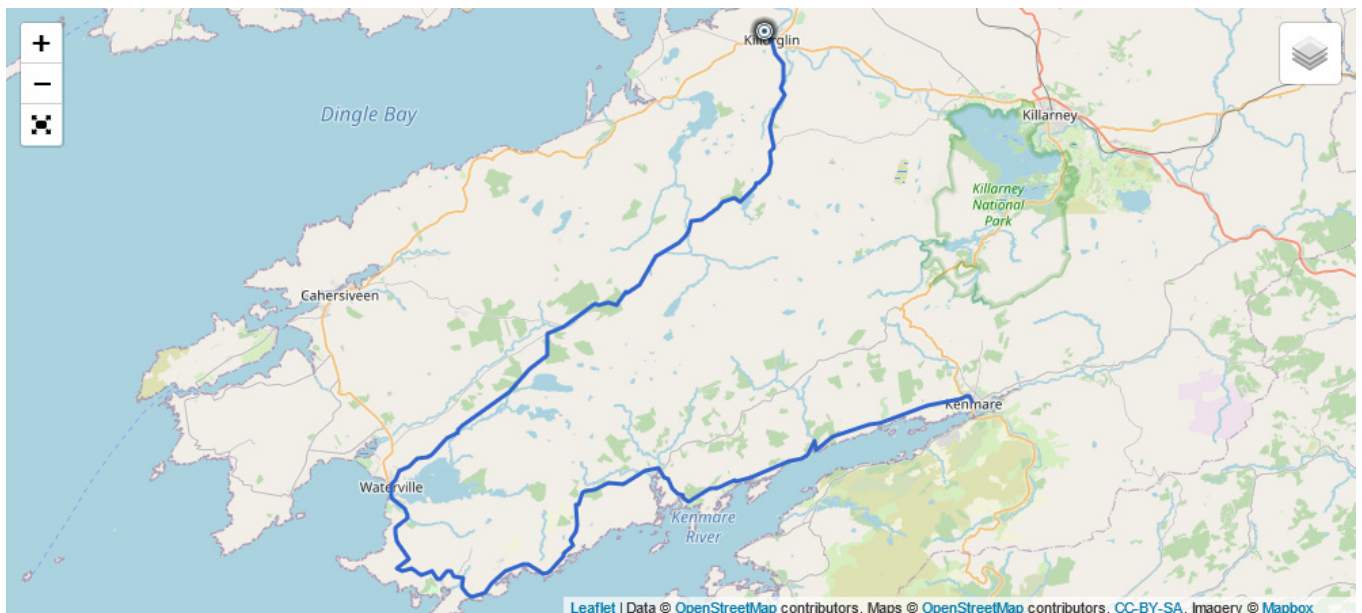 +
−
Killorglin
Dingle Bay
Killarney
Killarney
National
Park
Cahersiveen
Kenmare
Waterville
Kenmare
River
Leaflet | Data © OpenStreetMap contributors, Maps © OpenStreetMap contributors, CC-BY-SA, Imagery © Mapbox